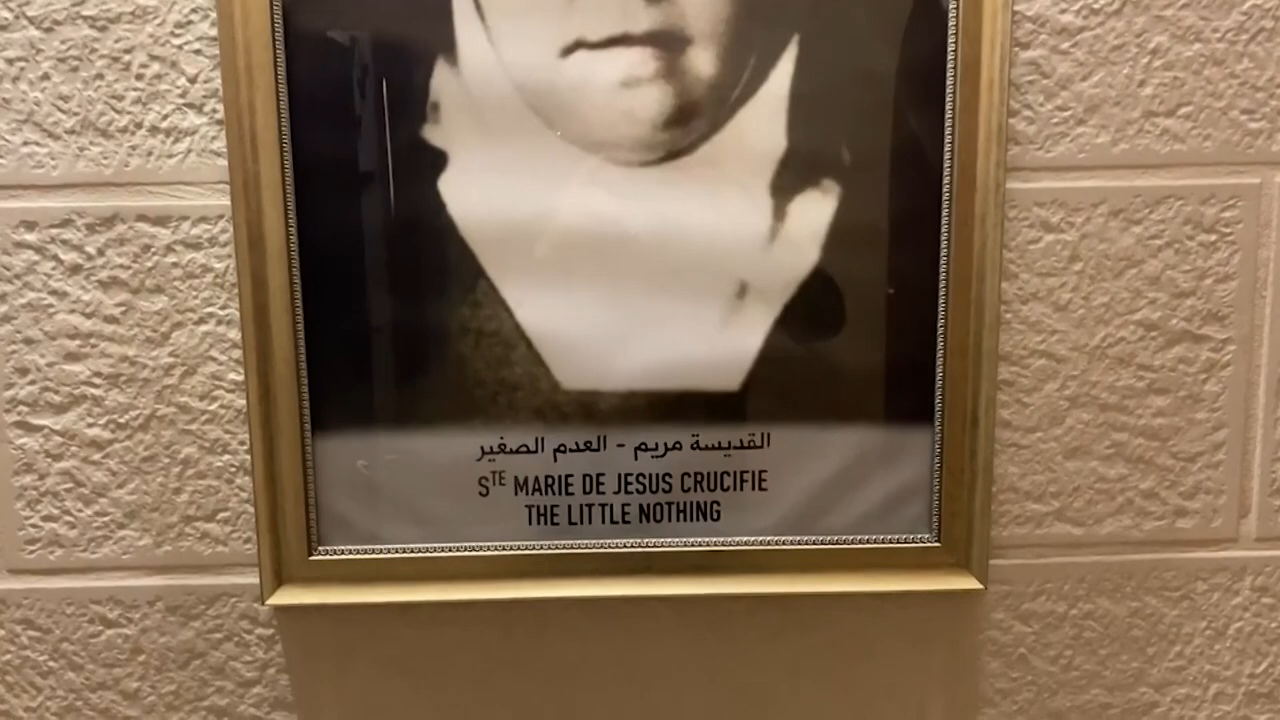 القديسة مريم - العدم الصغير
STE MARIE DE JESUS CRUCIFIE
THE LITTLE NOTHING